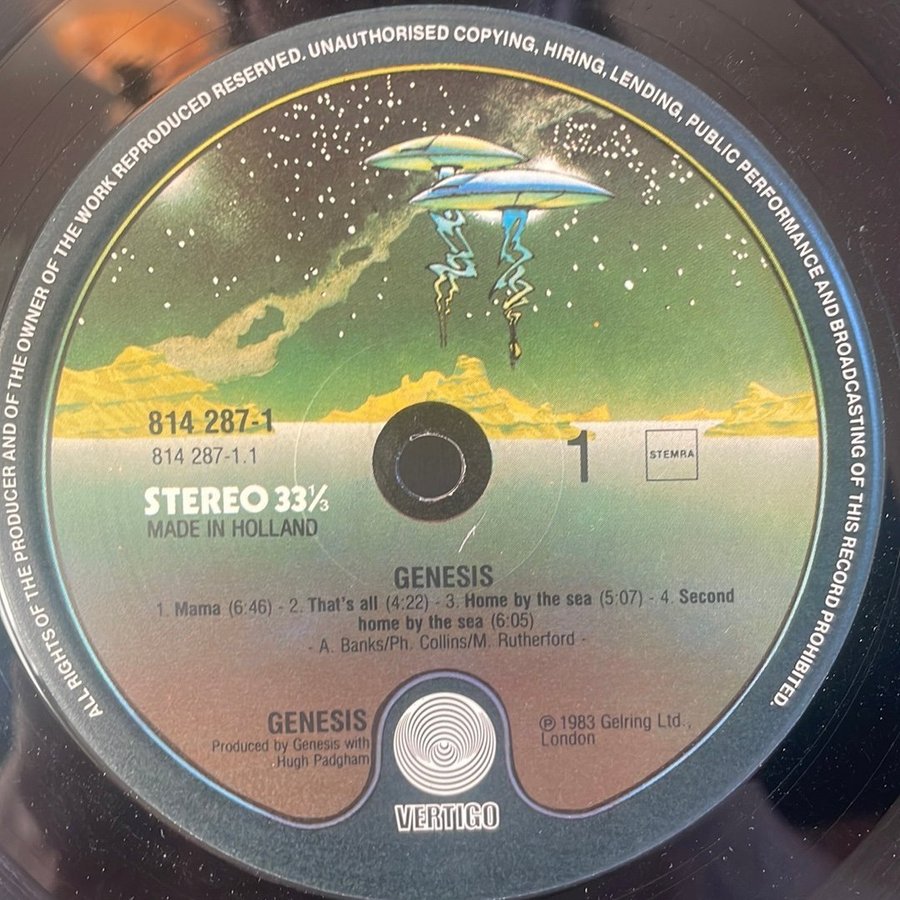 ALL RIGHTS OF THE PRODUCER AND OF THE OWNER OF THE WORK REPRODUCED RESERVED. UNAUTHORISED COPYING, HIRING, LENDING, PUBLIC PERFORMANCE AND BROADCASTING OF THIS RECORD PROHIBITED.
814 287-1
814 287-1.1
1
STEMRA
STEREO 33⅓
MADE IN HOLLAND
GENESIS
1. Mama (6:46) - 2. That's all (4:22) - 3. Home by the sea (5:07) - 4. Second
home by the sea (6:05)
- A. Banks/Ph. Collins/M. Rutherford -
GENESIS
Produced by Genesis with
Hugh Padgham
℗ 1983 Gelring Ltd.,
London
VERTIGO